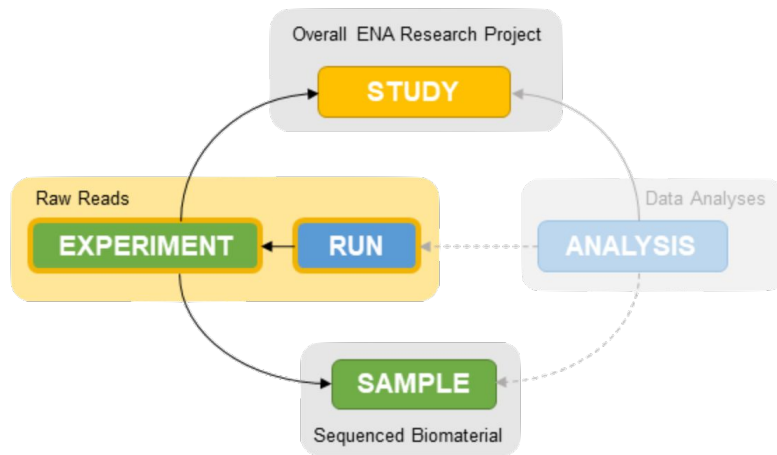 Overall ENA Research Project
STUDY
Raw Reads
EXPERIMENT
RUN
Data Analyses
ANALYSIS
SAMPLE
Sequenced Biomaterial